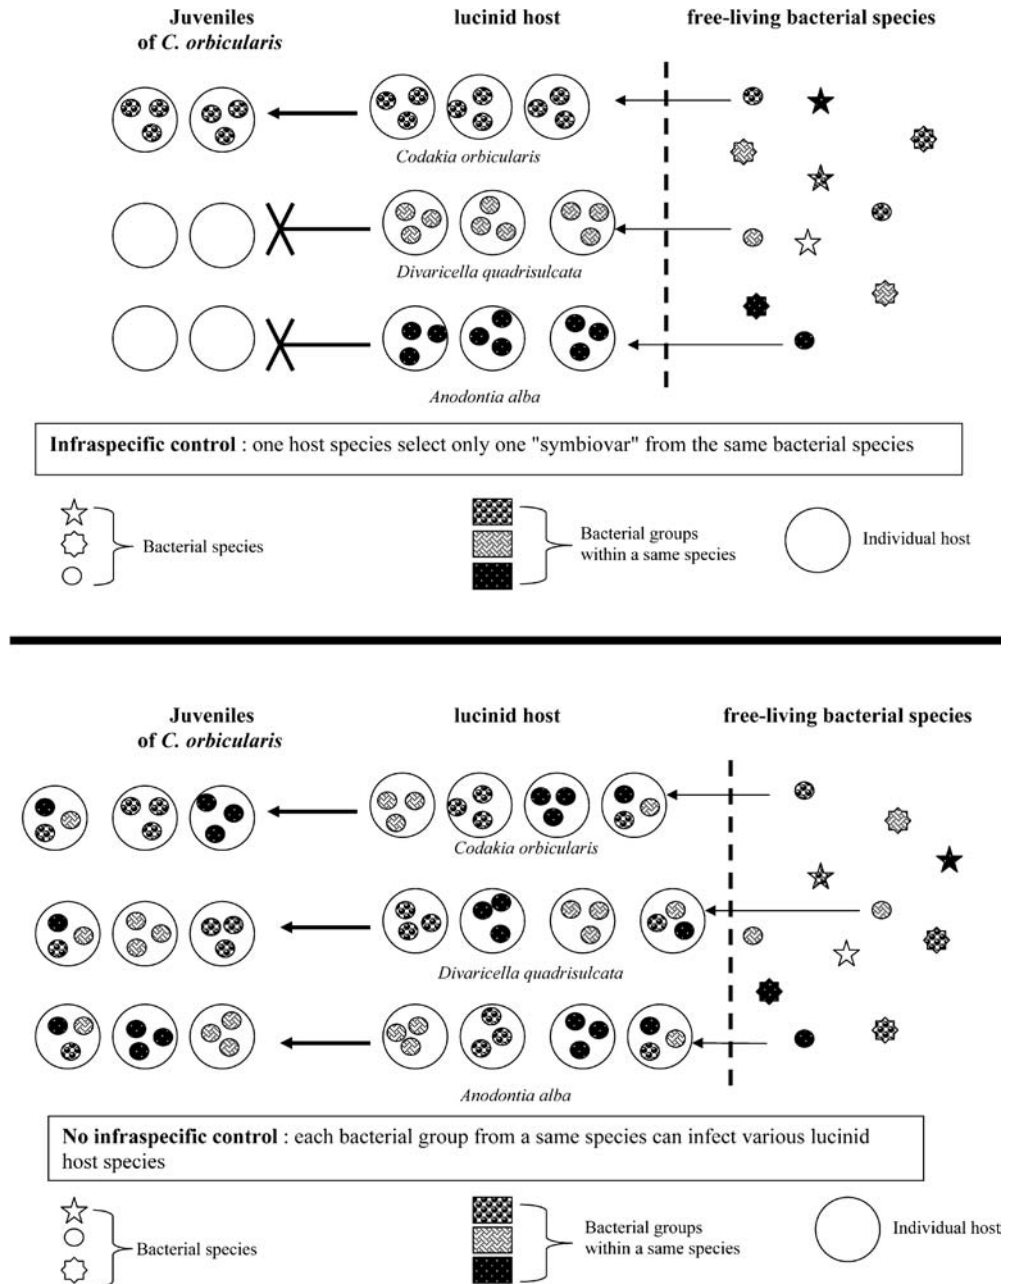 Juveniles
of C. orbicularis
lucinid host
free-living bacterial species
Codakia orbicularis
Divaricella quadrisulcata
Anodontia alba
Infraspecific control : one host species select only one "symbiovar" from the same bacterial species
Bacterial species
Bacterial groups
within a same species
Individual host
Juveniles
of C. orbicularis
lucinid host
free-living bacterial species
Codakia orbicularis
Divaricella quadrisulcata
Anodontia alba
No infraspecific control : each bacterial group from a same species can infect various lucinid
host species
Bacterial species
Bacterial groups
within a same species
Individual host